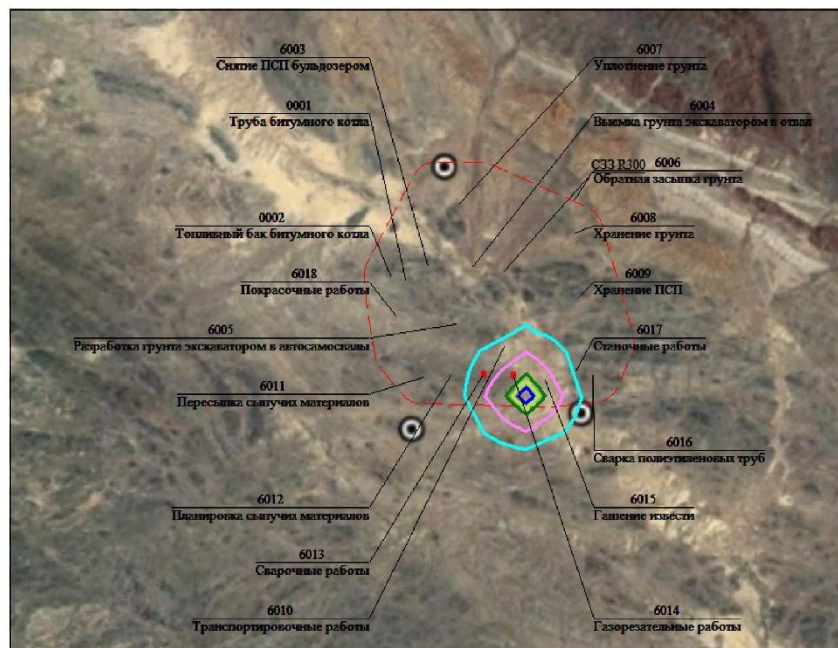 6003
Снятие ПСП бульдозером
6007
Уплотнение грунта
0001
Труба битумного котла
6004
Выемка грунта экскаватором в отвал
СЗЗ R300
6006
Обратная засыпка грунта
0002
Топливный бак битумного котла
6008
Хранение грунта
6018
Покрасочные работы
6009
Хранение ПСП
6005
Разработка грунта экскаватором в автосамосвалы
6017
Станочные работы
6011
Пересыпка сыпучих материалов
6016
Сварка полиэтиленовых труб
6012
Планировка сыпучих материалов
6015
Гашение извести
6013
Сварочные работы
6010
Транспортировочные работы
6014
Газорезательные работы